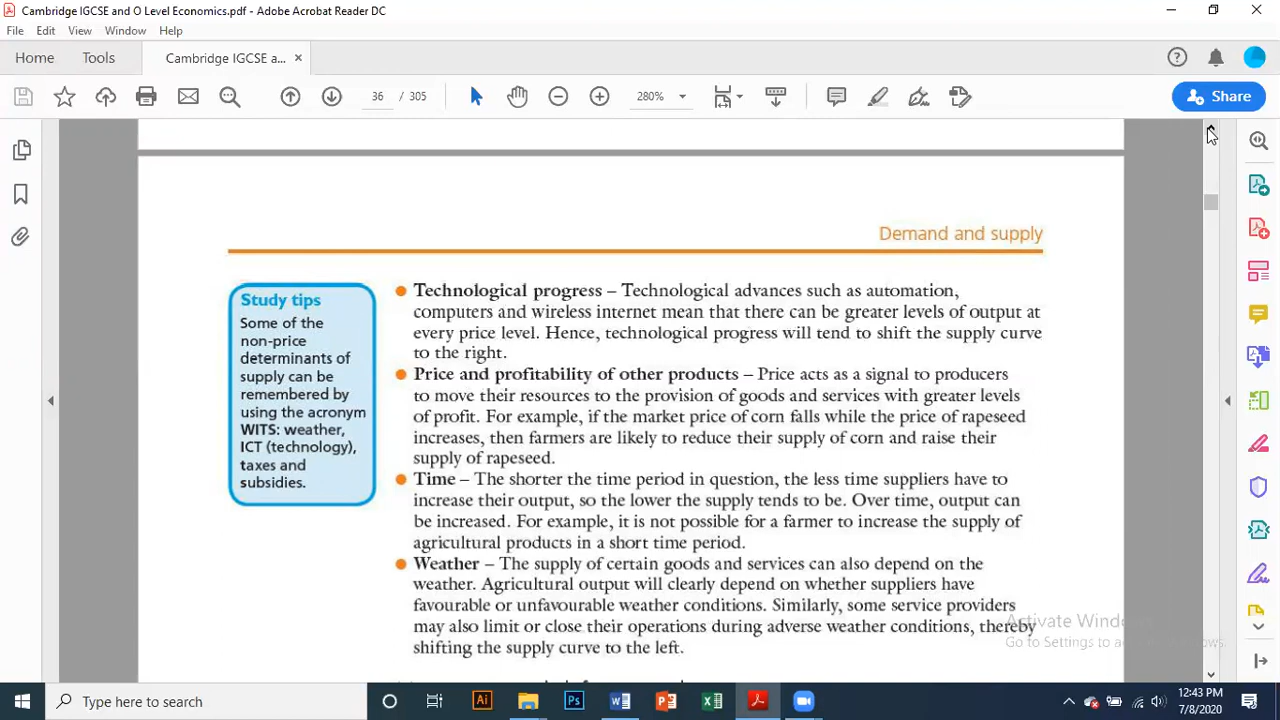 Cambridge IGCSE and O Level Economics.pdf - Adobe Acrobat Reader DC
File Edit View Window Help
Home Tools Cambridge IGCSE and O Level Economics... ×
36 / 305 280% Share
Demand and supply
Study tips
Some of the
non-price
determinants of
supply can be
remembered by
using the acronym
WITS: weather,
ICT (technology),
taxes and
subsidies.
● Technological progress – Technological advances such as automation,
computers and wireless internet mean that there can be greater levels of output at
every price level. Hence, technological progress will tend to shift the supply curve
to the right.
● Price and profitability of other products – Price acts as a signal to producers
to move their resources to the provision of goods and services with greater levels
of profit. For example, if the market price of corn falls while the price of rapeseed
increases, then farmers are likely to reduce their supply of corn and raise their
supply of rapeseed.
● Time – The shorter the time period in question, the less time suppliers have to
increase their output, so the lower the supply tends to be. Over time, output can
be increased. For example, it is not possible for a farmer to increase the supply of
agricultural products in a short time period.
● Weather – The supply of certain goods and services can also depend on the
weather. Agricultural output will clearly depend on whether suppliers have
favourable or unfavourable weather conditions. Similarly, some service providers
may also limit or close their operations during adverse weather conditions, thereby
shifting the supply curve to the left.
Activate Windows
Go to Settings to activate Windows.
Type here to search
12:43 PM
7/8/2020